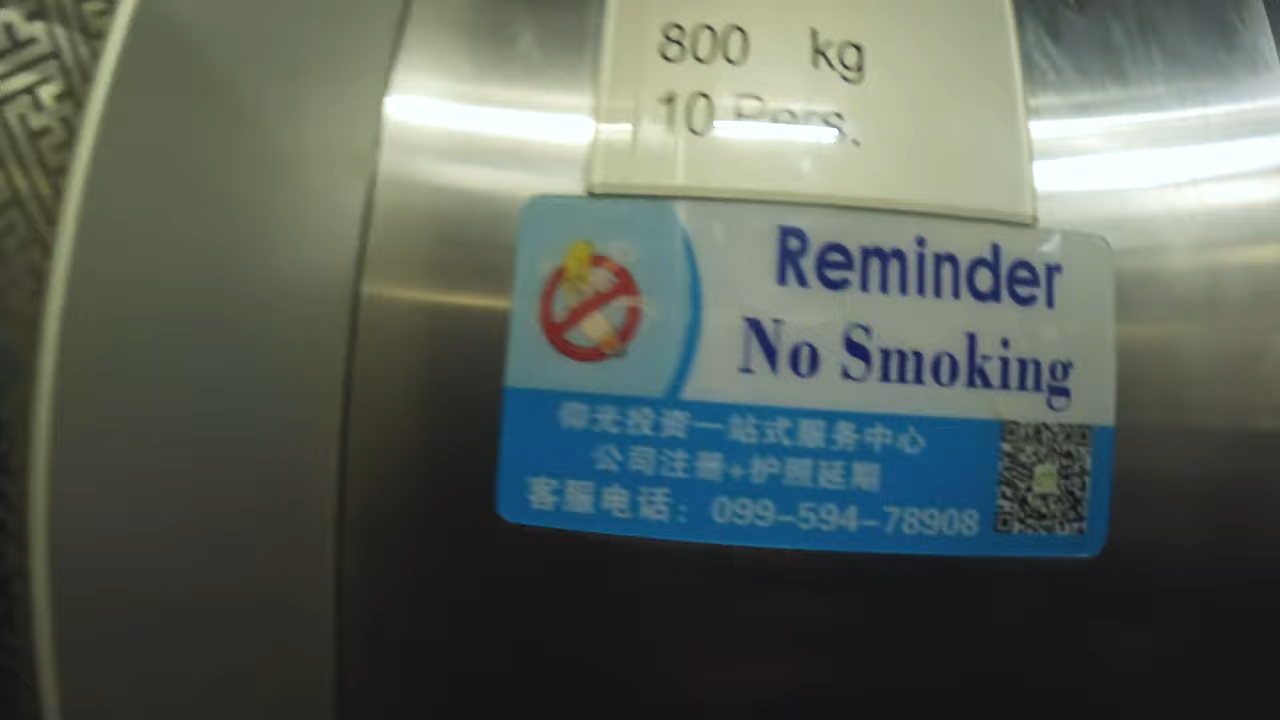 800 kg
10 Pers.
Reminder
No Smoking
仰光投资一站式服务中心
公司注册+护照延期
客服电话：099-594-78908